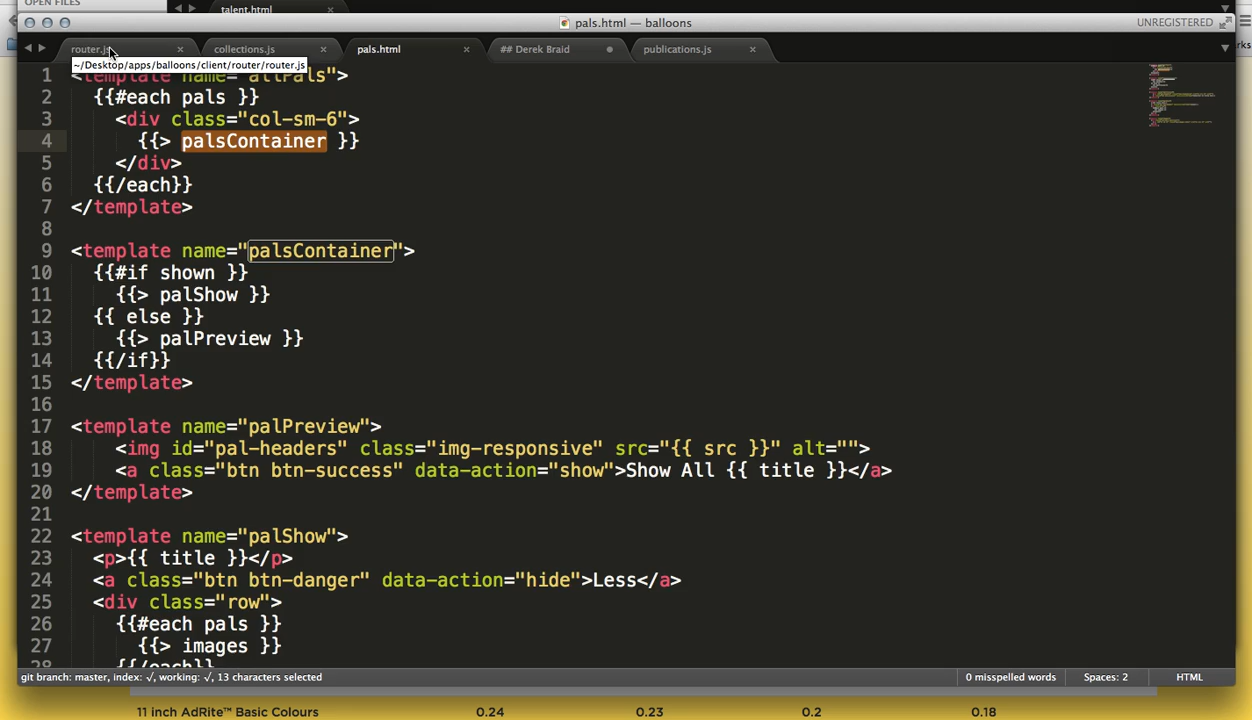 OPEN FILES
talent.html
pals.html — balloons
UNREGISTERED
router.js
collections.js
pals.html
## Derek Braid
publications.js
~/Desktop/apps/balloons/client/router/router.js
1 <template name="allPals">
2 {{#each pals }}
3 <div class="col-sm-6">
4 {{> palsContainer }}
5 </div>
6 {{/each}}
7 </template>
8
9 <template name="palsContainer">
10 {{#if shown }}
11 {{> palShow }}
12 {{ else }}
13 {{> palPreview }}
14 {{/if}}
15 </template>
16
17 <template name="palPreview">
18 <img id="pal-headers" class="img-responsive" src="{{ src }}" alt="">
19 <a class="btn btn-success" data-action="show">Show All {{ title }}</a>
20 </template>
21
22 <template name="palShow">
23 <p>{{ title }}</p>
24 <a class="btn btn-danger" data-action="hide">Less</a>
25 <div class="row">
26 {{#each pals }}
27 {{> images }}
28 {{/each}}
git branch: master, index: √, working: √, 13 characters selected
0 misspelled words
Spaces: 2
HTML
11 inch AdRite™ Basic Colours 0.24 0.23 0.2 0.18